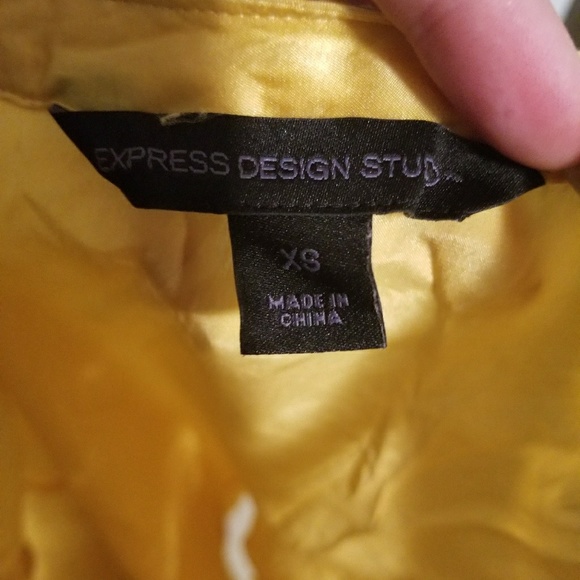 EXPRESS DESIGN STUD
XS
MADE IN
CHINA